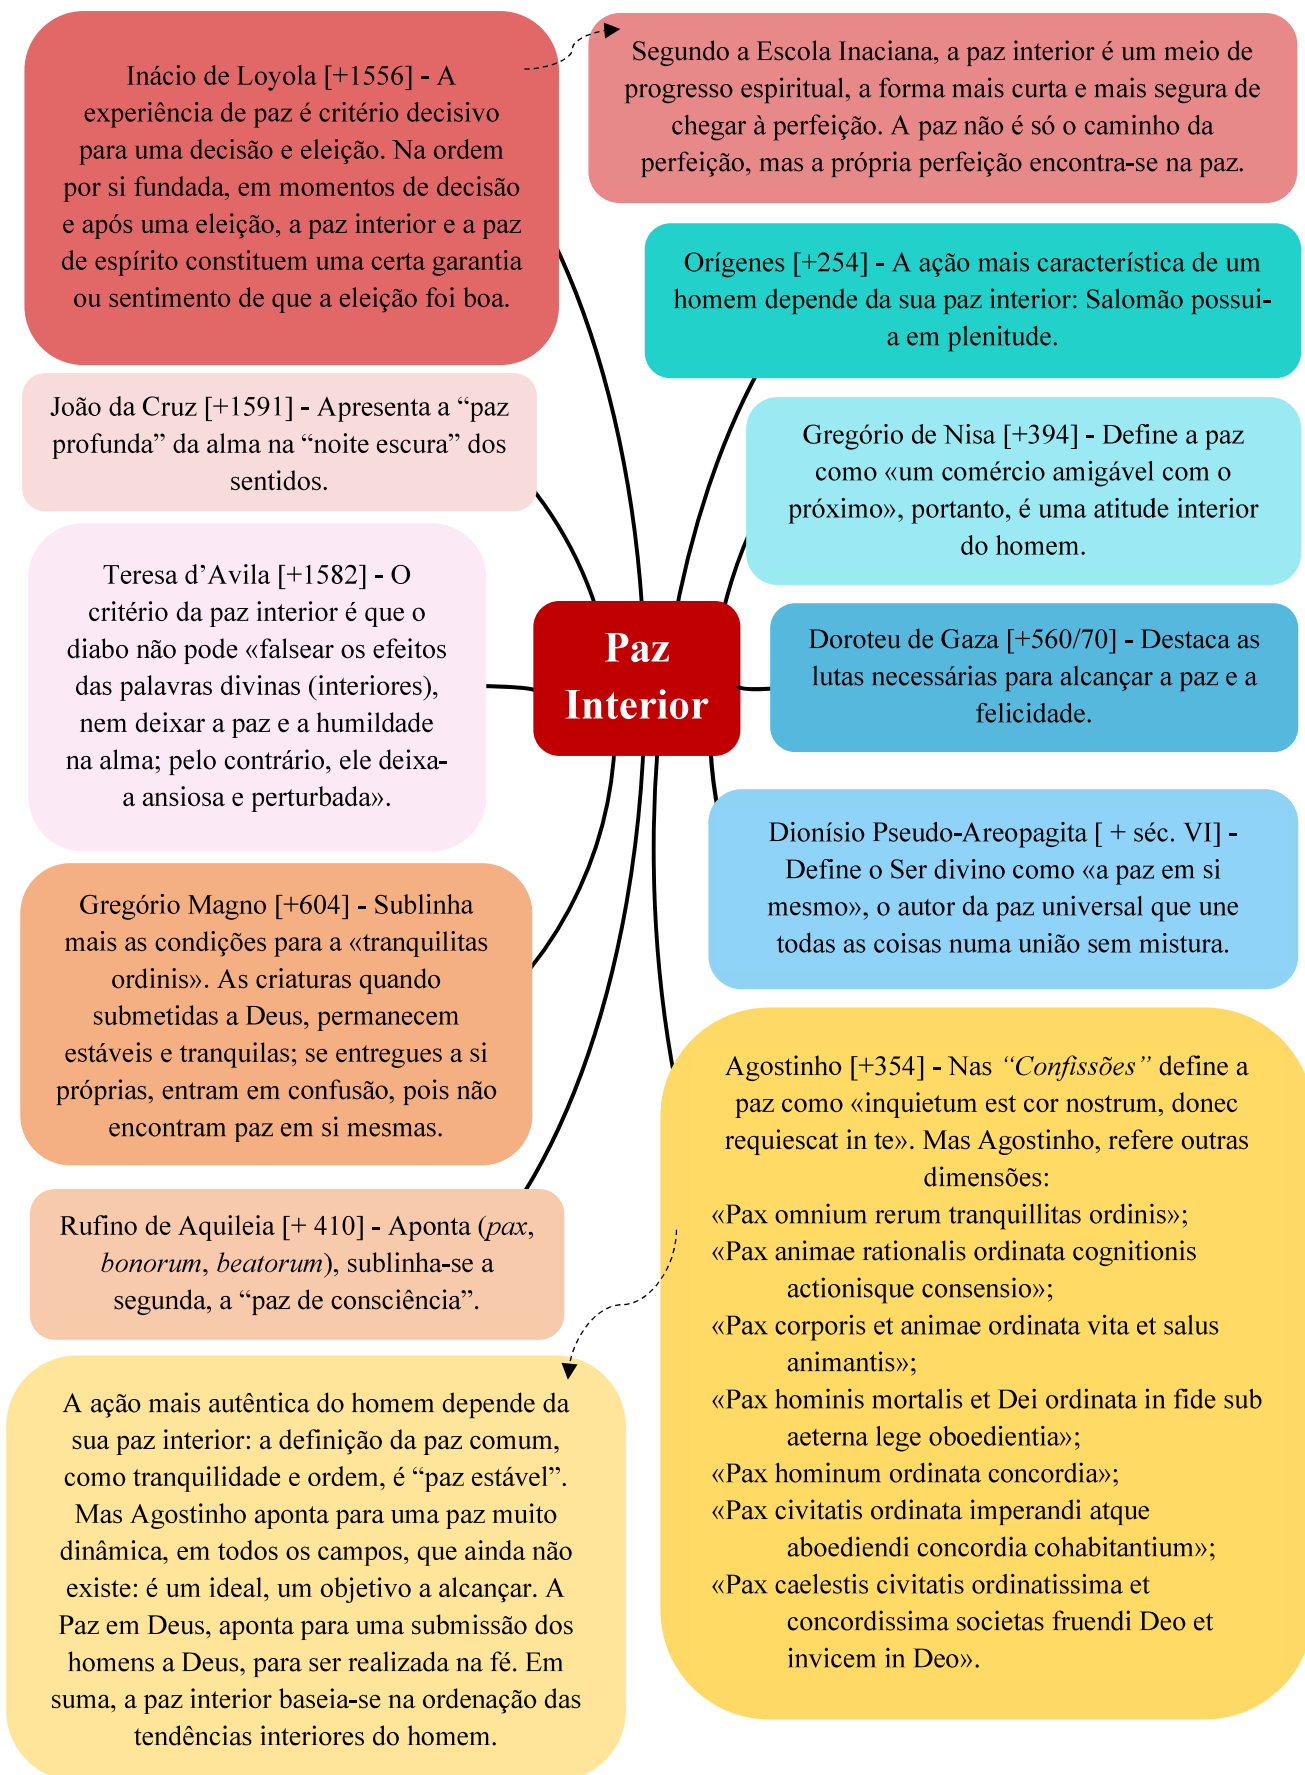 Inácio de Loyola [+1556] - A
experiência de paz é critério decisivo
para uma decisão e eleição. Na ordem
por si fundada, em momentos de decisão
e após uma eleição, a paz interior e a paz
de espírito constituem uma certa garantia
ou sentimento de que a eleição foi boa.
Segundo a Escola Inaciana, a paz interior é um meio de
progresso espiritual, a forma mais curta e mais segura de
chegar à perfeição. A paz não é só o caminho da
perfeição, mas a própria perfeição encontra-se na paz.
Orígenes [+254] - A ação mais característica de um
homem depende da sua paz interior: Salomão possui-
a em plenitude.
João da Cruz [+1591] - Apresenta a “paz
profunda” da alma na “noite escura” dos
sentidos.
Gregório de Nisa [+394] - Define a paz
como «um comércio amigável com o
próximo», portanto, é uma atitude interior
do homem.
Teresa d’Avila [+1582] - O
critério da paz interior é que o
diabo não pode «falsear os efeitos
das palavras divinas (interiores),
nem deixar a paz e a humildade
na alma; pelo contrário, ele deixa-
a ansiosa e perturbada».
Paz
Interior
Doroteu de Gaza [+560/70] - Destaca as
lutas necessárias para alcançar a paz e a
felicidade.
Dionísio Pseudo-Areopagita [ + séc. VI] -
Define o Ser divino como «a paz em si
mesmo», o autor da paz universal que une
todas as coisas numa união sem mistura.
Gregório Magno [+604] - Sublinha
mais as condições para a «tranquilitas
ordinis». As criaturas quando
submetidas a Deus, permanecem
estáveis e tranquilas; se entregues a si
próprias, entram em confusão, pois não
encontram paz em si mesmas.
Agostinho [+354] - Nas “Confissões” define a
paz como «inquietum est cor nostrum, donec
requiescat in te». Mas Agostinho, refere outras
dimensões:
«Pax omnium rerum tranquillitas ordinis»;
«Pax animae rationalis ordinata cognitionis
actionisque consensio»;
«Pax corporis et animae ordinata vita et salus
animantis»;
«Pax hominis mortalis et Dei ordinata in fide sub
aeterna lege oboedientia»;
«Pax hominum ordinata concordia»;
«Pax civitatis ordinata imperandi atque
aboediendi concordia cohabitantium»;
«Pax caelestis civitatis ordinatissima et
concordissima societas fruendi Deo et
invicem in Deo».
Rufino de Aquileia [+ 410] - Aponta (pax,
bonorum, beatorum), sublinha-se a
segunda, a “paz de consciência”.
A ação mais autêntica do homem depende da
sua paz interior: a definição da paz comum,
como tranquilidade e ordem, é “paz estável”.
Mas Agostinho aponta para uma paz muito
dinâmica, em todos os campos, que ainda não
existe: é um ideal, um objetivo a alcançar. A
Paz em Deus, aponta para uma submissão dos
homens a Deus, para ser realizada na fé. Em
suma, a paz interior baseia-se na ordenação das
tendências interiores do homem.